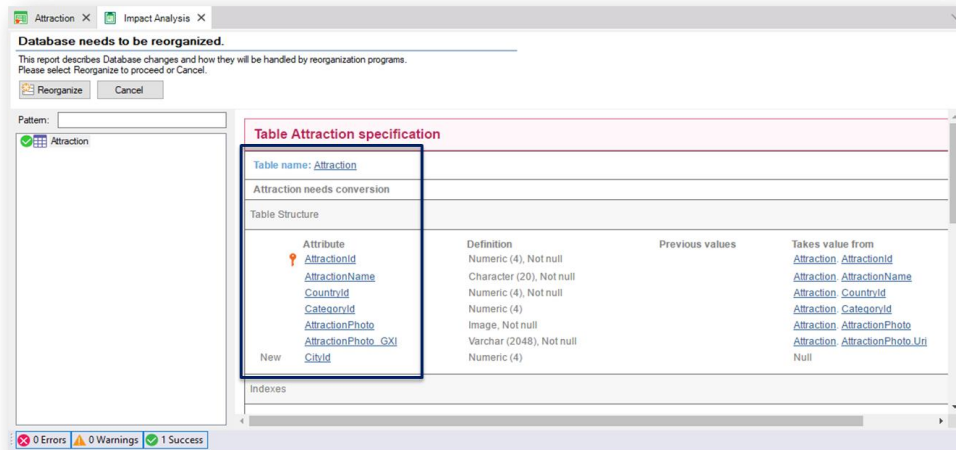 Attraction
Impact Analysis
Database needs to be reorganized.
This report describes Database changes and how they will be handled by reorganization programs.
Please select Reorganize to proceed or Cancel.
Reorganize Cancel
Pattern:
Attraction
Table Attraction specification
Table name: Attraction
Attraction needs conversion
Table Structure
Attribute Definition Previous values Takes value from
AttractionId Numeric (4), Not null Attraction. AttractionId
AttractionName Character (20), Not null Attraction. AttractionName
CountryId Numeric (4), Not null Attraction. CountryId
CategoryId Numeric (4) Attraction. CategoryId
AttractionPhoto Image, Not null Attraction. AttractionPhoto
AttractionPhoto_GXI Varchar (2048), Not null Attraction. AttractionPhoto.Uri
New CityId Numeric (4) Null
Indexes
0 Errors 0 Warnings 1 Success